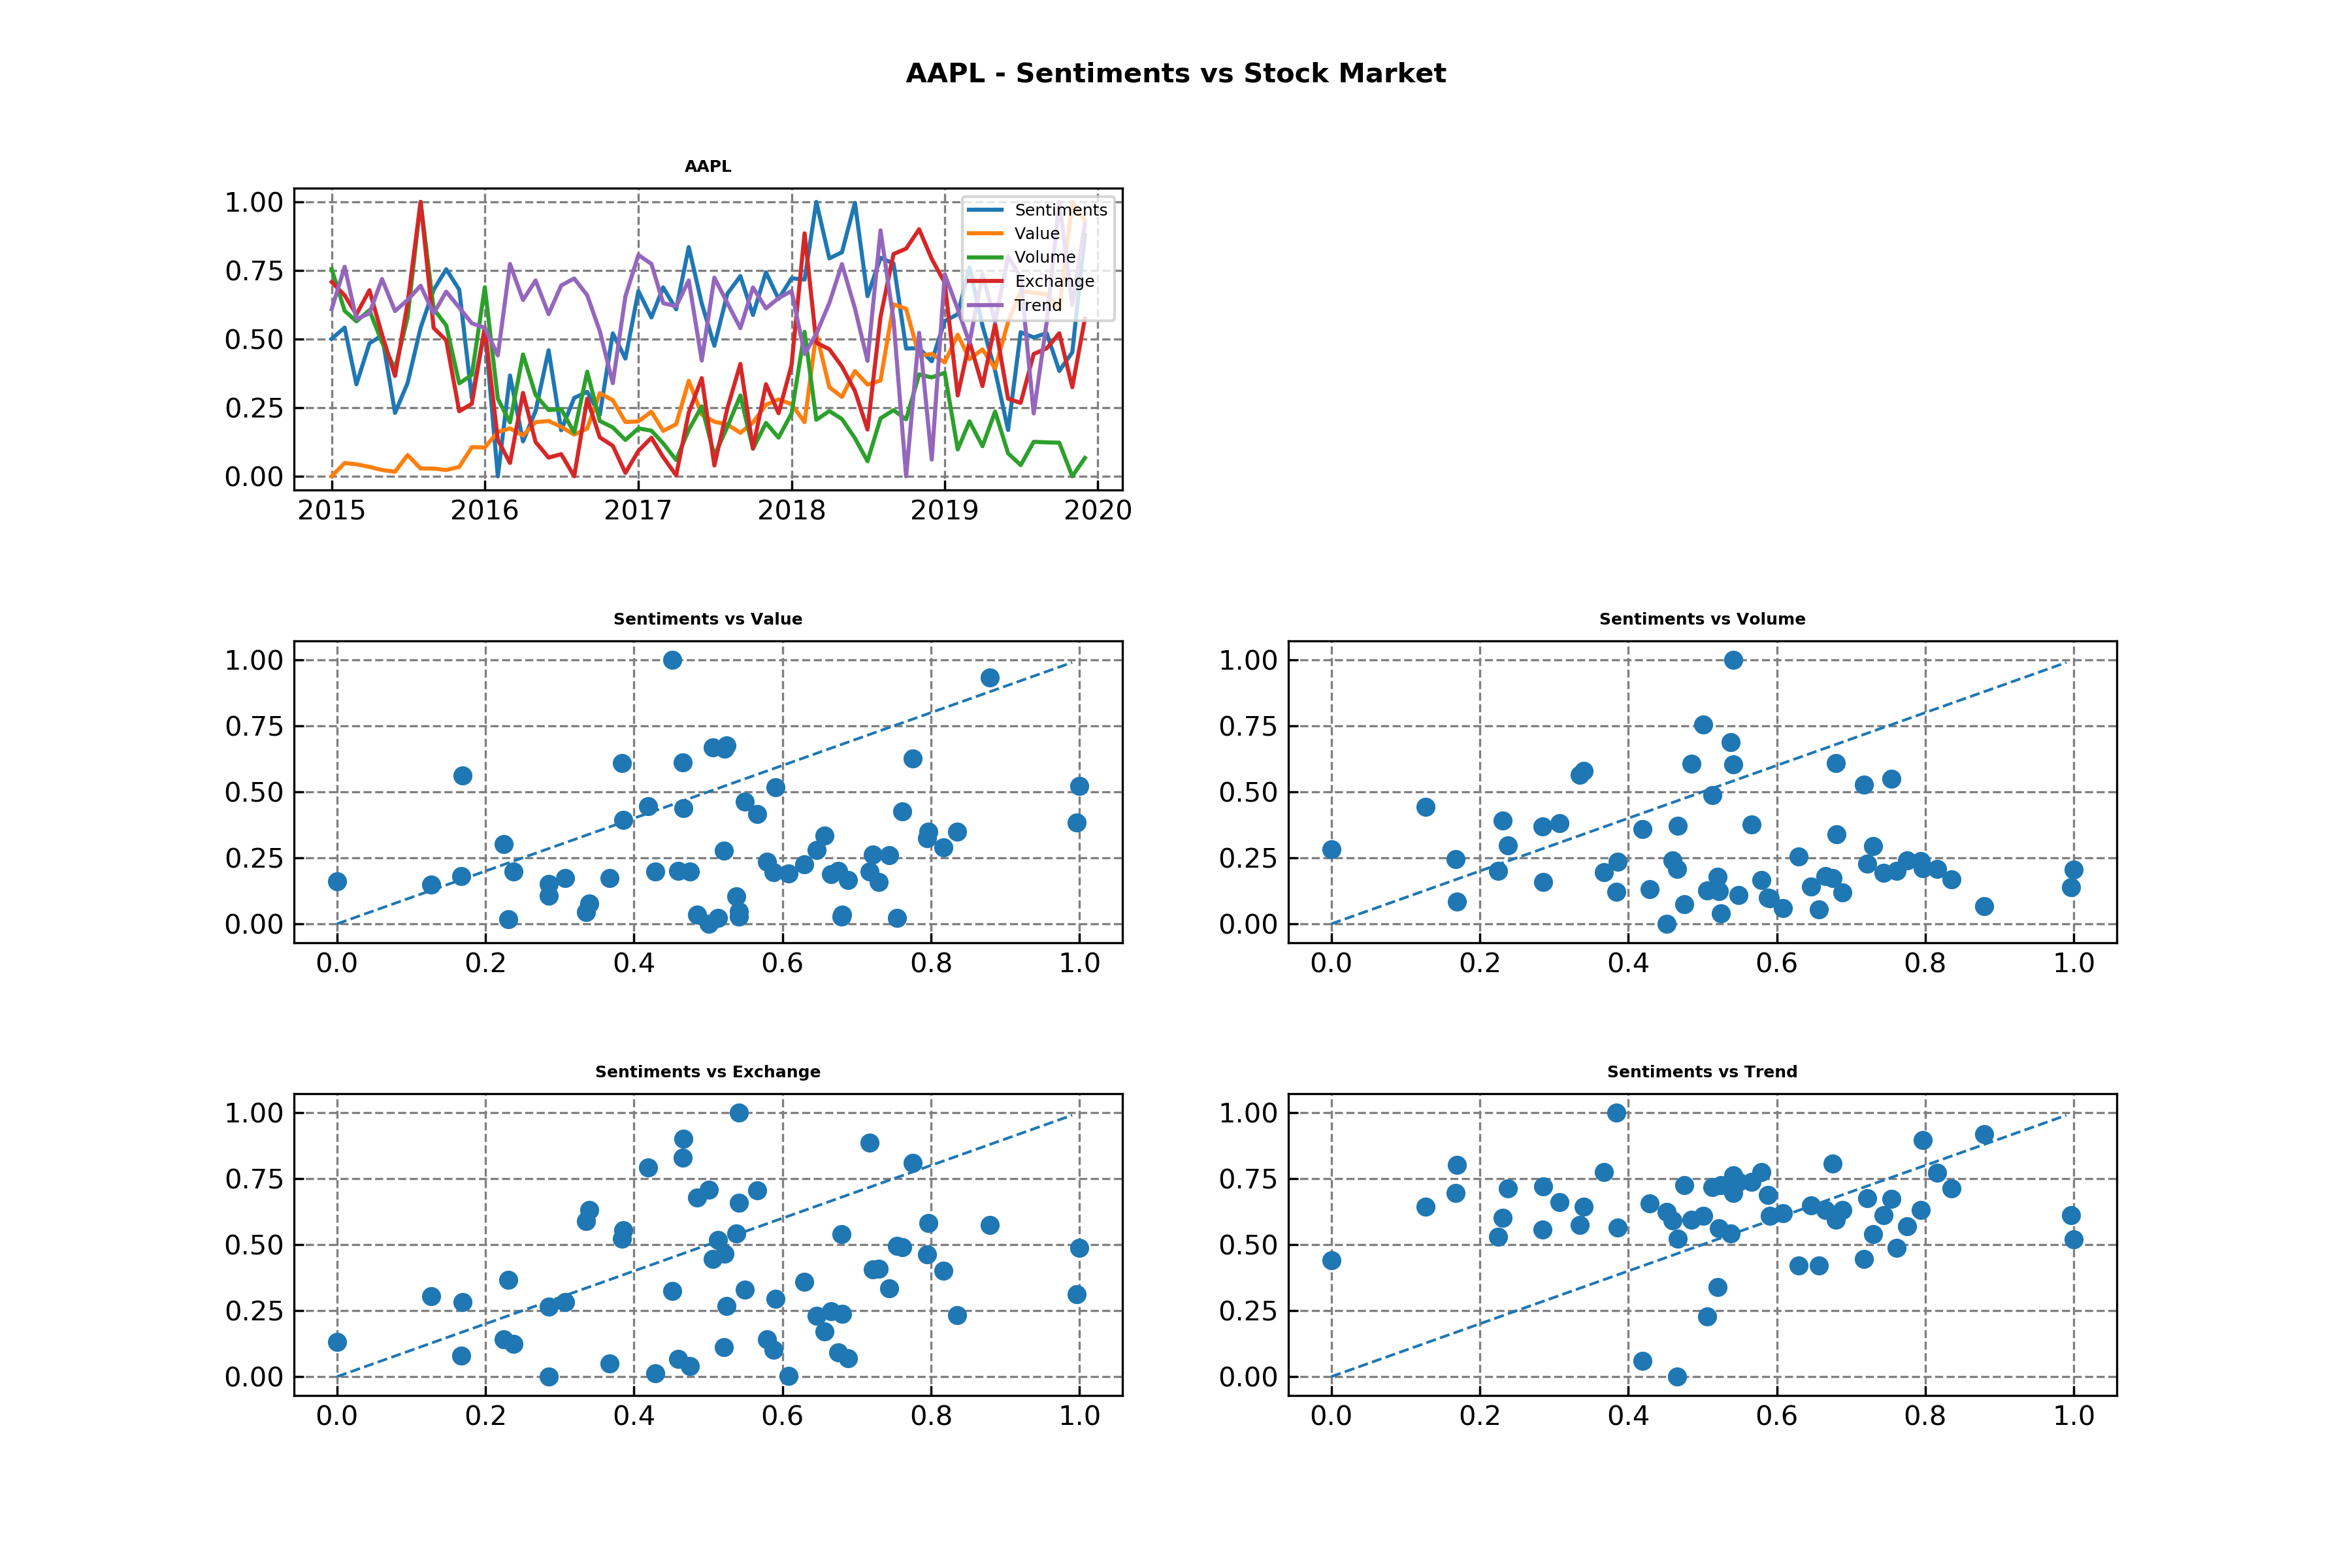 AAPL - Sentiments vs Stock Market
AAPL
1.00
0.75
0.50
0.25
0.00
Sentiments
Value
Volume
Exchange
Trend
2015 2016 2017 2018 2019 2020
Sentiments vs Value
1.00
0.75
0.50
0.25
0.00
0.0 0.2 0.4 0.6 0.8 1.0
Sentiments vs Volume
1.00
0.75
0.50
0.25
0.00
0.0 0.2 0.4 0.6 0.8 1.0
Sentiments vs Exchange
1.00
0.75
0.50
0.25
0.00
0.0 0.2 0.4 0.6 0.8 1.0
Sentiments vs Trend
1.00
0.75
0.50
0.25
0.00
0.0 0.2 0.4 0.6 0.8 1.0